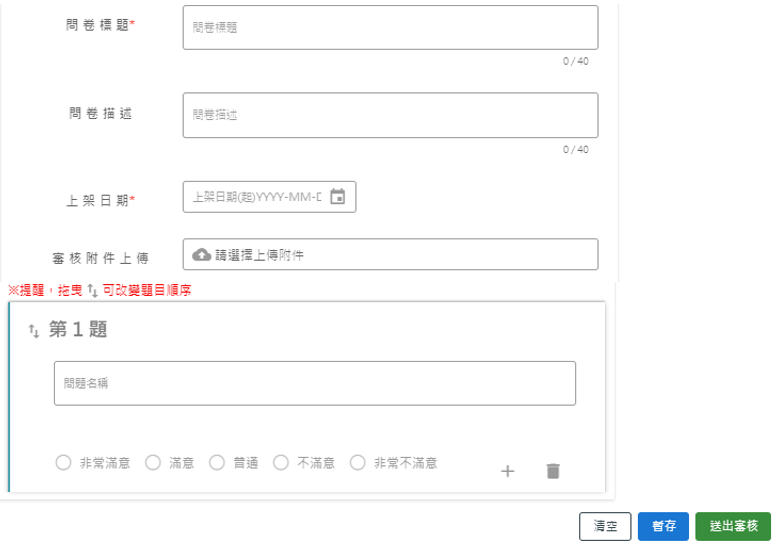 問卷標題*
問卷標題
0 / 40
問卷描述
問卷描述
0 / 40
上架日期*
上架日期(起)YYYY-MM-D
審核附件上傳
請選擇上傳附件
※提醒，拖曳 ↑↓ 可改變題目順序
第 1 題
問題名稱
非常滿意 滿意 普通 不滿意 非常不滿意
清空 暫存 送出審核